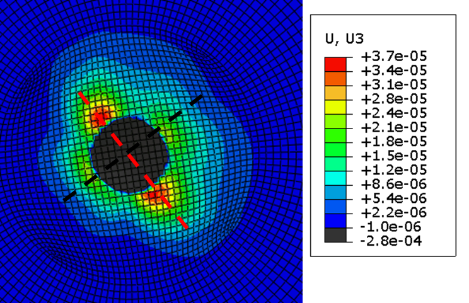 U, U3
+3.7e-05
+3.4e-05
+3.1e-05
+2.8e-05
+2.4e-05
+2.1e-05
+1.8e-05
+1.5e-05
+1.2e-05
+8.6e-06
+5.4e-06
+2.2e-06
-1.0e-06
-2.8e-04